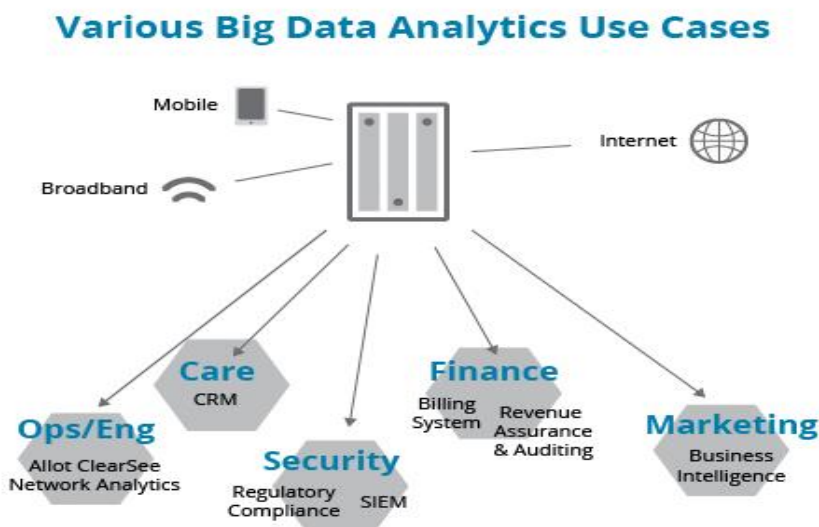 Various Big Data Analytics Use Cases
Mobile
Internet
Broadband
Care
CRM
Finance
Billing
System
Revenue
Assurance
& Auditing
Ops/Eng
Allot ClearSee
Network Analytics
Security
Regulatory
Compliance
SIEM
Marketing
Business
Intelligence